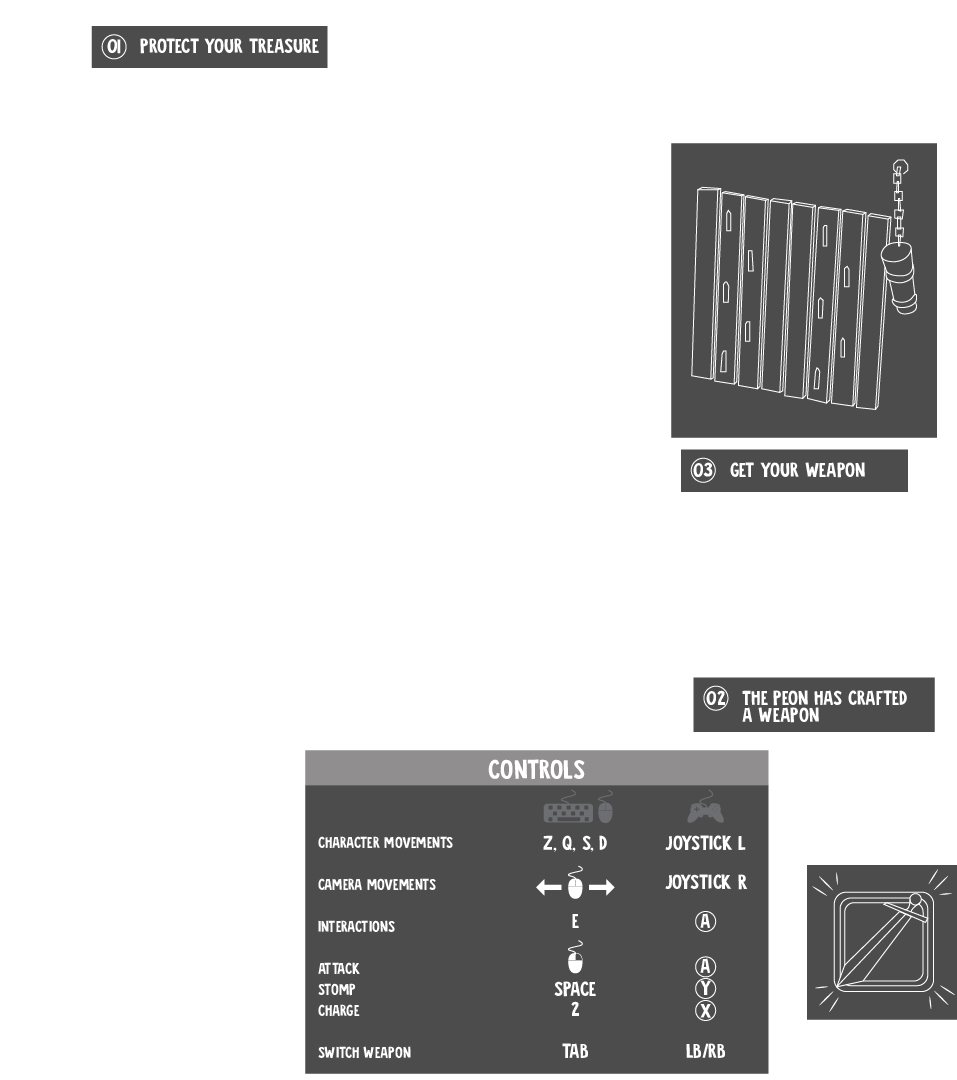 01 PROTECT YOUR TREASURE
03 GET YOUR WEAPON
02 THE PEON HAS CRAFTED
A WEAPON
CONTROLS
CHARACTER MOVEMENTS Z, Q, S, D JOYSTICK L
CAMERA MOVEMENTS JOYSTICK R
INTERACTIONS E A
ATTACK A
STOMP SPACE Y
CHARGE 2 X
SWITCH WEAPON TAB LB/RB